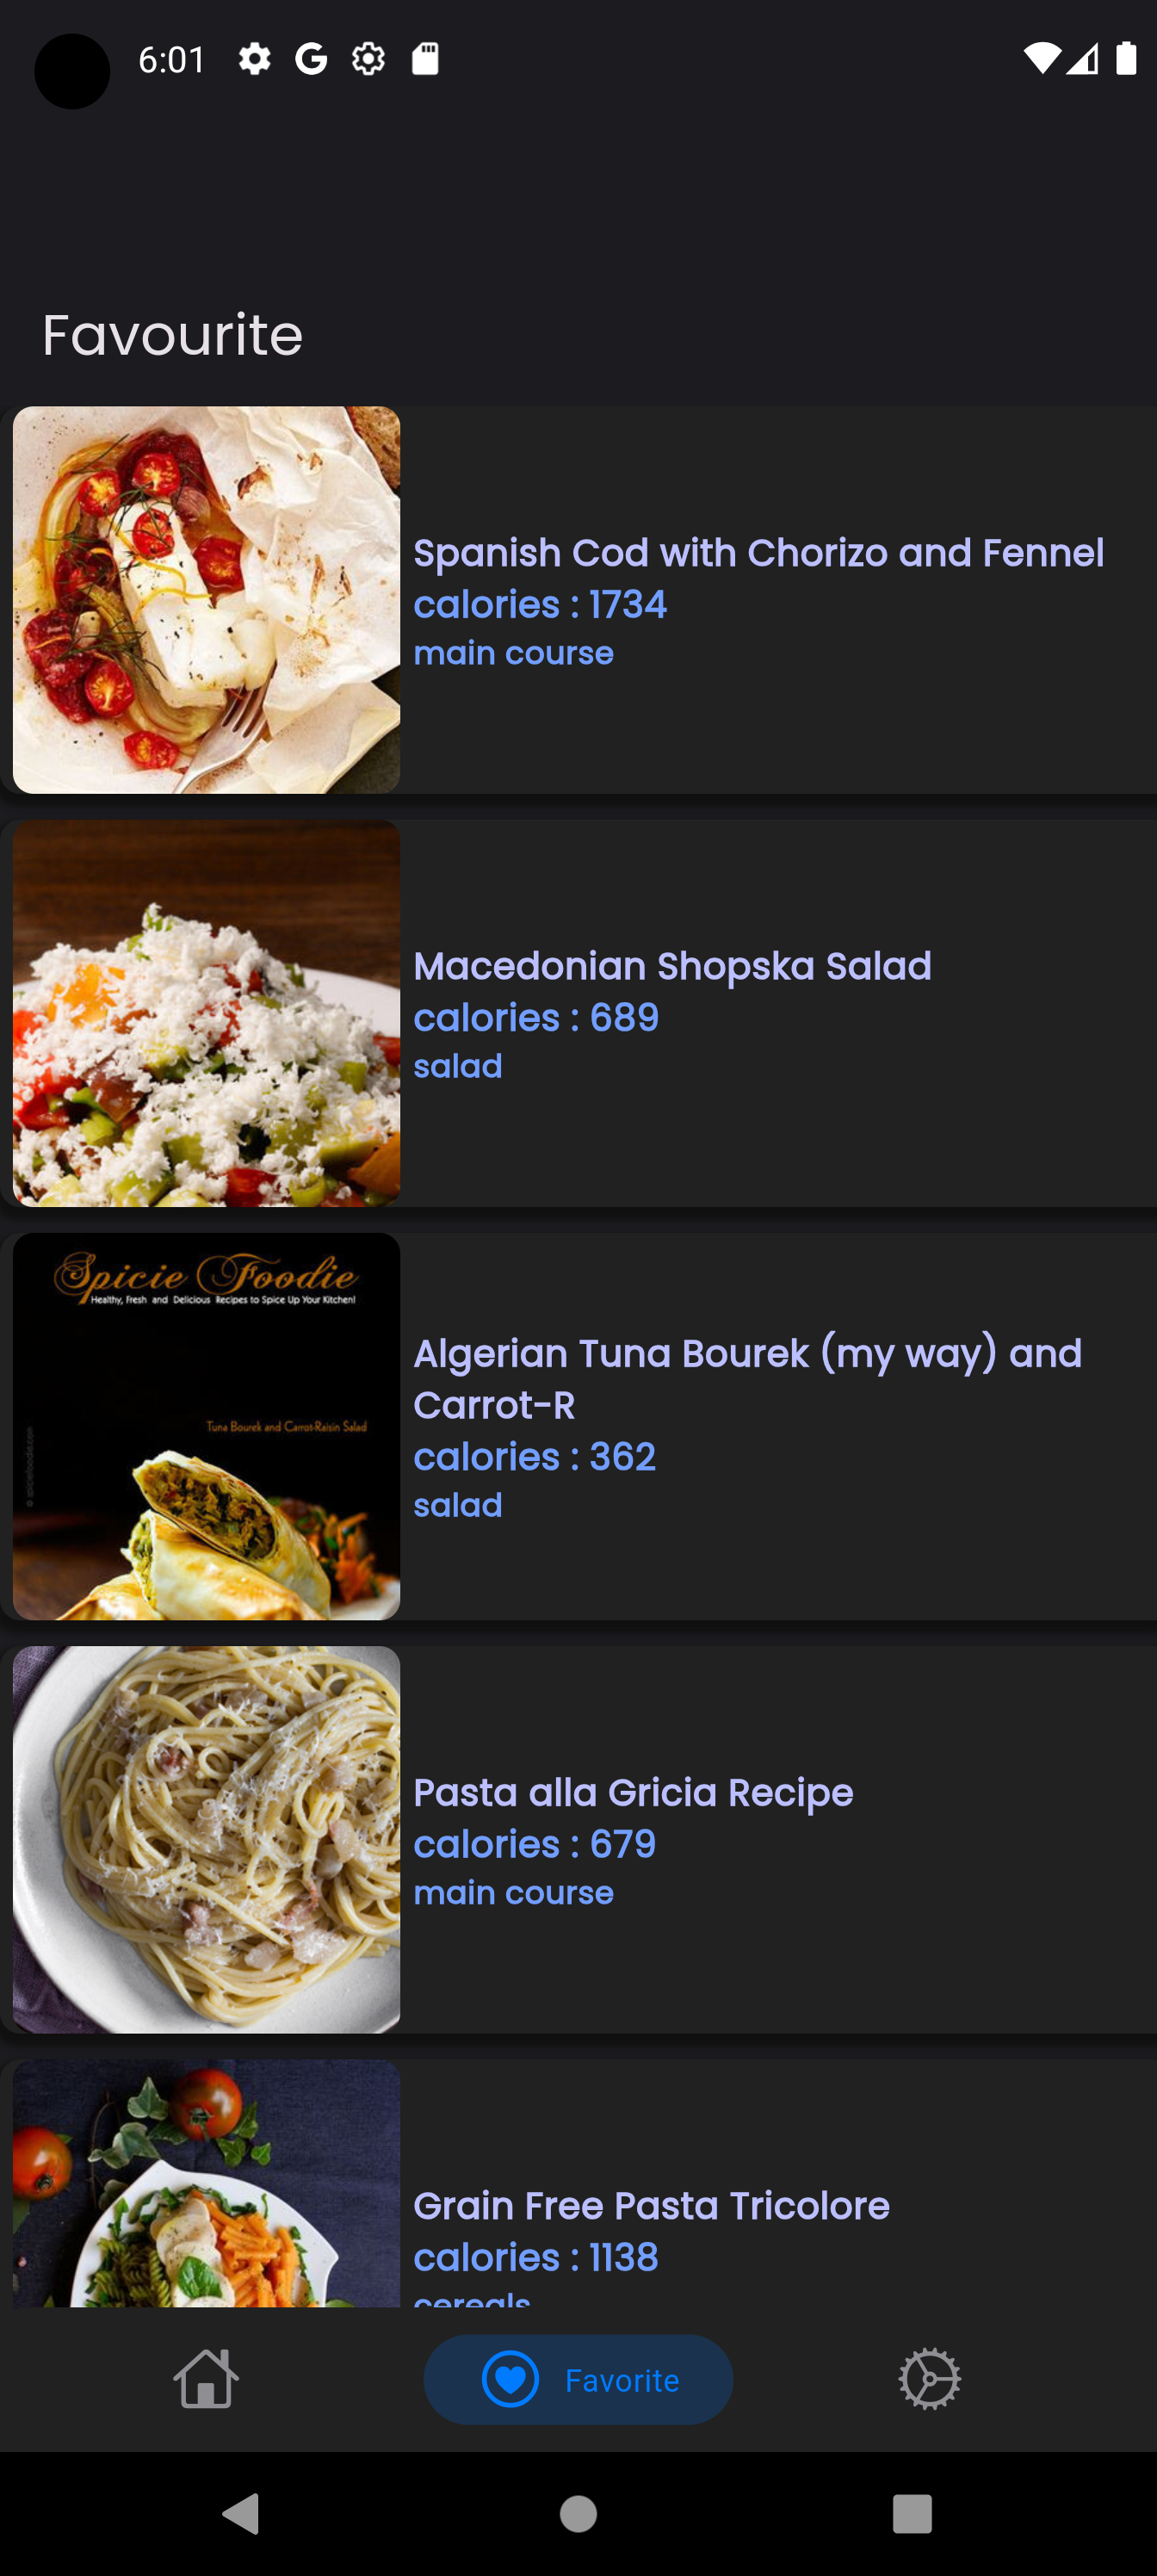 6:01
Favourite
Spanish Cod with Chorizo and Fennel
calories : 1734
main course
Macedonian Shopska Salad
calories : 689
salad
Spicie Foodie
Healthy, Fresh and Delicious Recipes to Spice Up Your Kitchen!
Tuna Bourek and Carrot-Raisin Salad
Algerian Tuna Bourek (my way) and
Carrot-R
calories : 362
salad
Pasta alla Gricia Recipe
calories : 679
main course
Grain Free Pasta Tricolore
calories : 1138
cereals
Favorite